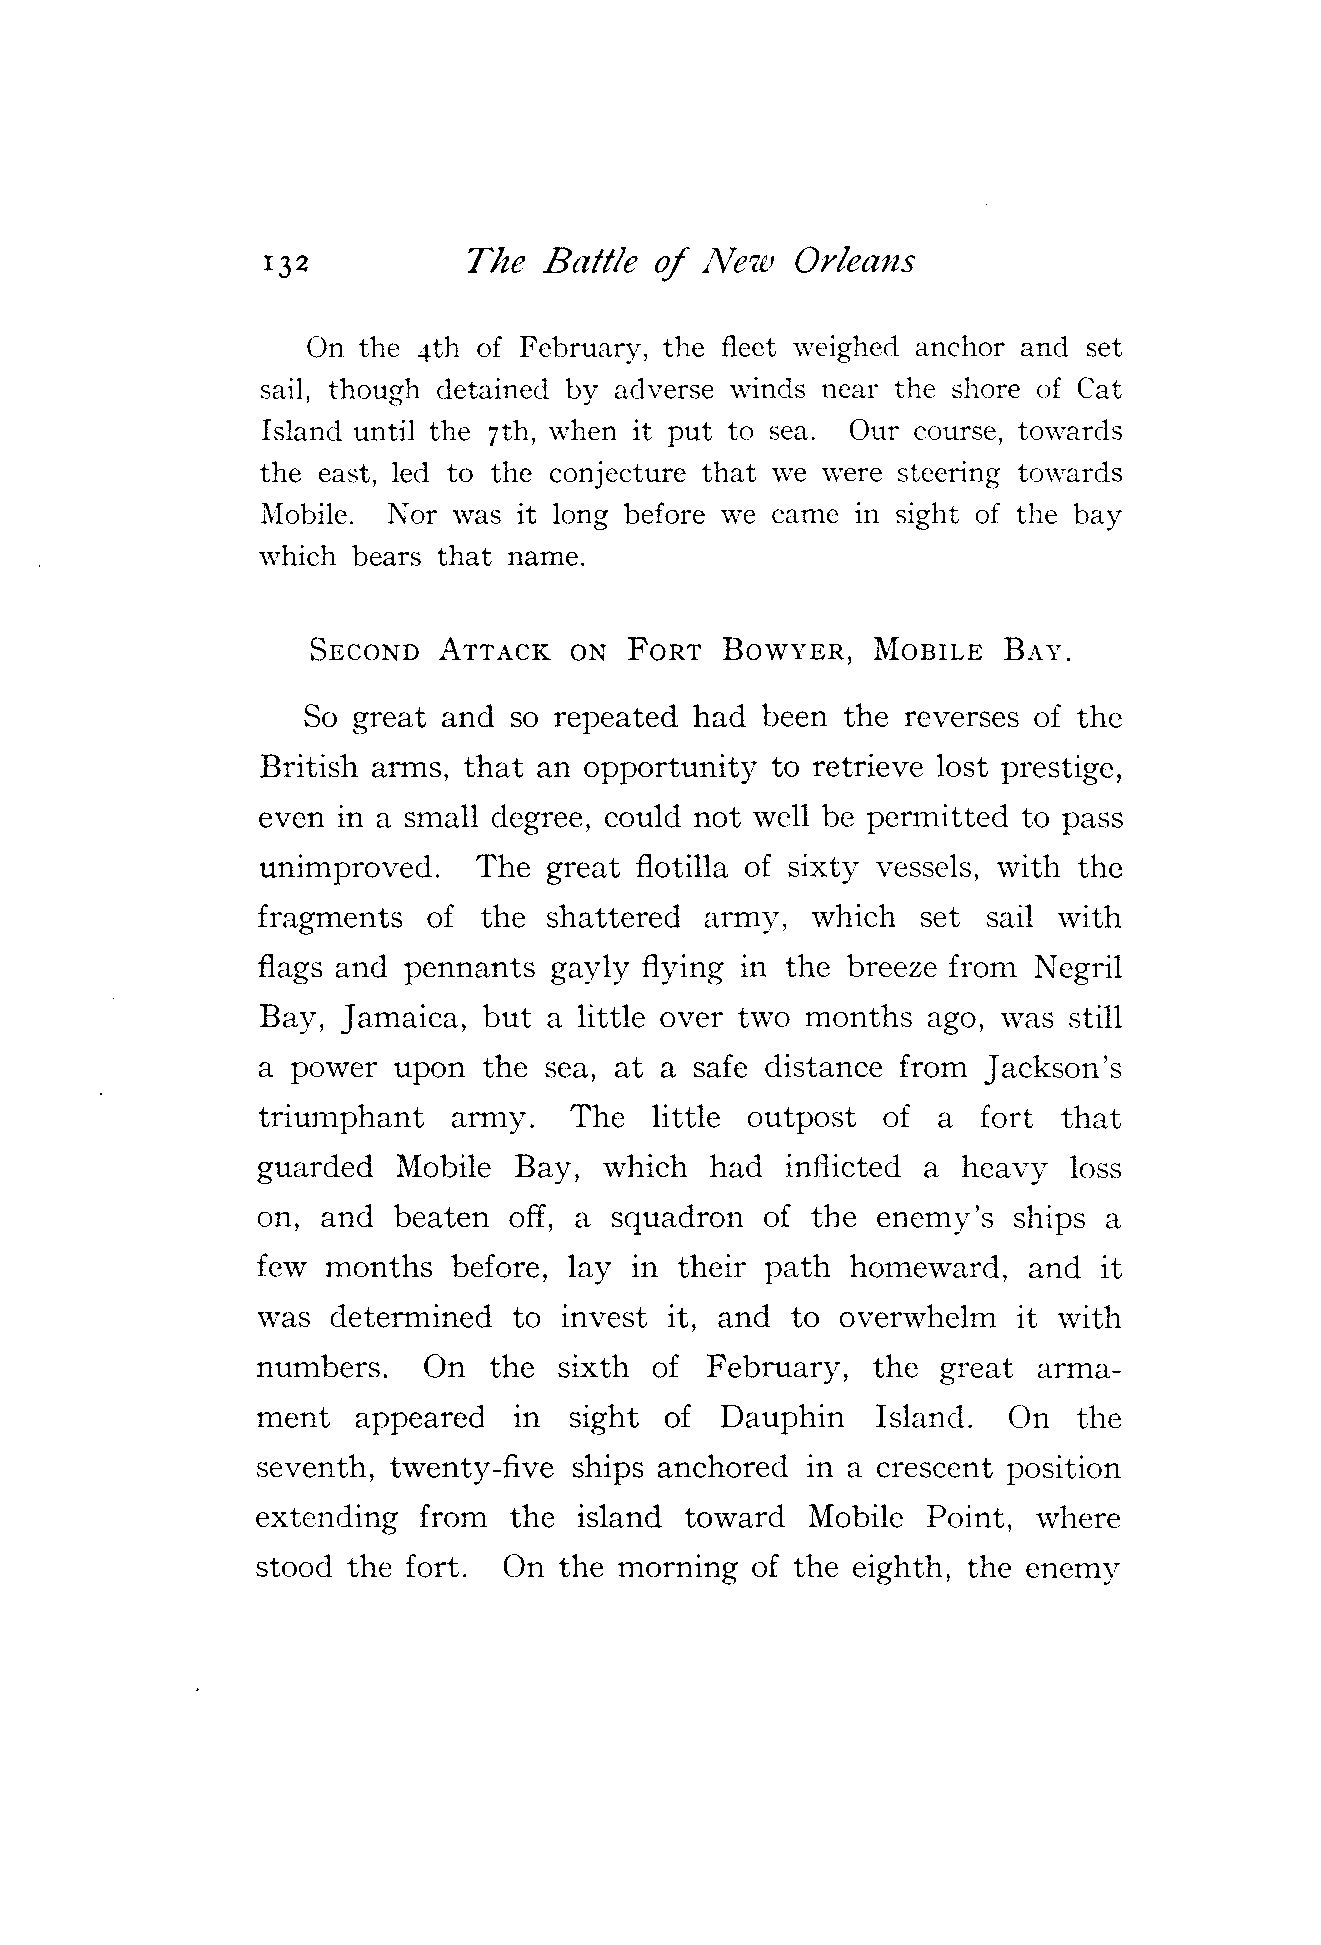 132 The Battle of New Orleans
On the 4th of February, the fleet weighed anchor and set
sail, though detained by adverse winds near the shore of Cat
Island until the 7th, when it put to sea. Our course, towards
the east, led to the conjecture that we were steering towards
Mobile. Nor was it long before we came in sight of the bay
which bears that name.
SECOND ATTACK ON FORT BOWYER, MOBILE BAY.
So great and so repeated had been the reverses of the
British arms, that an opportunity to retrieve lost prestige,
even in a small degree, could not well be permitted to pass
unimproved. The great flotilla of sixty vessels, with the
fragments of the shattered army, which set sail with
flags and pennants gayly flying in the breeze from Negril
Bay, Jamaica, but a little over two months ago, was still
a power upon the sea, at a safe distance from Jackson's
triumphant army. The little outpost of a fort that
guarded Mobile Bay, which had inflicted a heavy loss
on, and beaten off, a squadron of the enemy's ships a
few months before, lay in their path homeward, and it
was determined to invest it, and to overwhelm it with
numbers. On the sixth of February, the great arma-
ment appeared in sight of Dauphin Island. On the
seventh, twenty-five ships anchored in a crescent position
extending from the island toward Mobile Point, where
stood the fort. On the morning of the eighth, the enemy